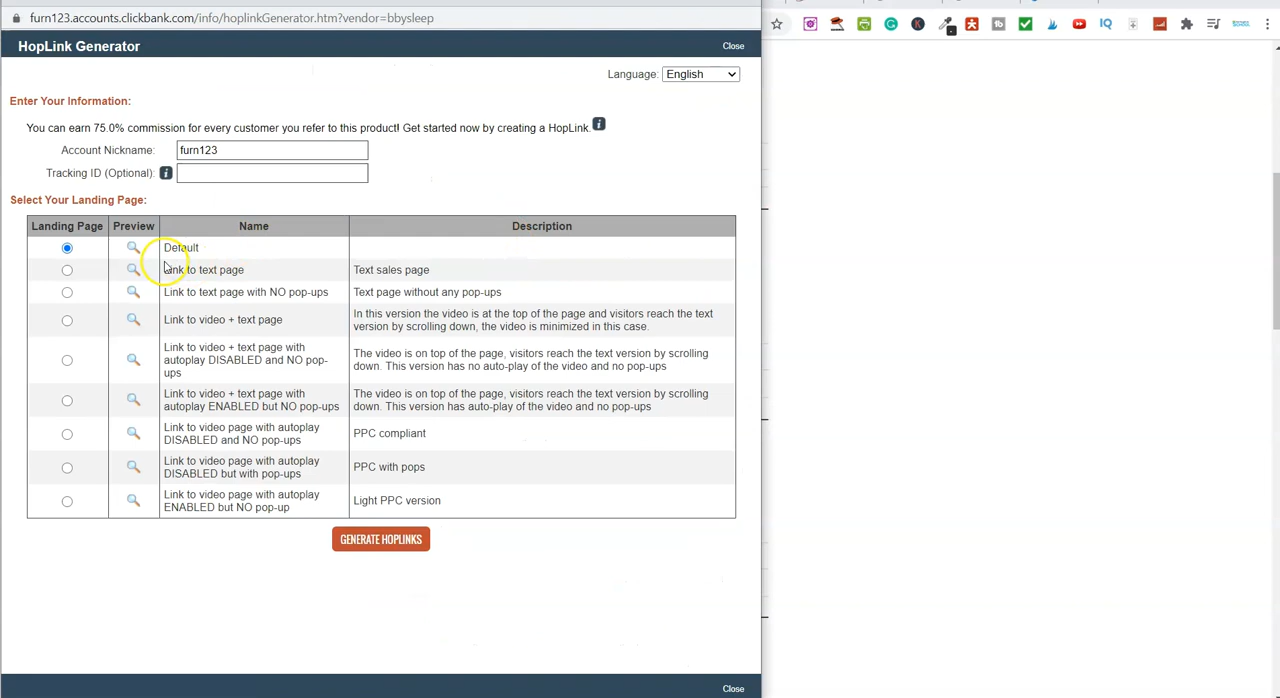 furn123.accounts.clickbank.com/info/hoplinkGenerator.htm?vendor=bbysleep
HopLink Generator
Close
Language: English
Enter Your Information:
You can earn 75.0% commission for every customer you refer to this product! Get started now by creating a HopLink.
Account Nickname: furn123
Tracking ID (Optional):
Select Your Landing Page:
Landing Page Preview Name Description
Default
Link to text page Text sales page
Link to text page with NO pop-ups Text page without any pop-ups
Link to video + text page
In this version the video is at the top of the page and visitors reach the text
version by scrolling down, the video is minimized in this case.
Link to video + text page with
autoplay DISABLED and NO pop-
ups
The video is on top of the page, visitors reach the text version by scrolling
down. This version has no auto-play of the video and no pop-ups
Link to video + text page with
autoplay ENABLED but NO pop-ups
The video is on top of the page, visitors reach the text version by scrolling
down. This version has auto-play of the video and no pop-ups
Link to video page with autoplay
DISABLED and NO pop-ups
PPC compliant
Link to video page with autoplay
DISABLED but with pop-ups
PPC with pops
Link to video page with autoplay
ENABLED but NO pop-up
Light PPC version
GENERATE HOPLINKS
Close
IQ